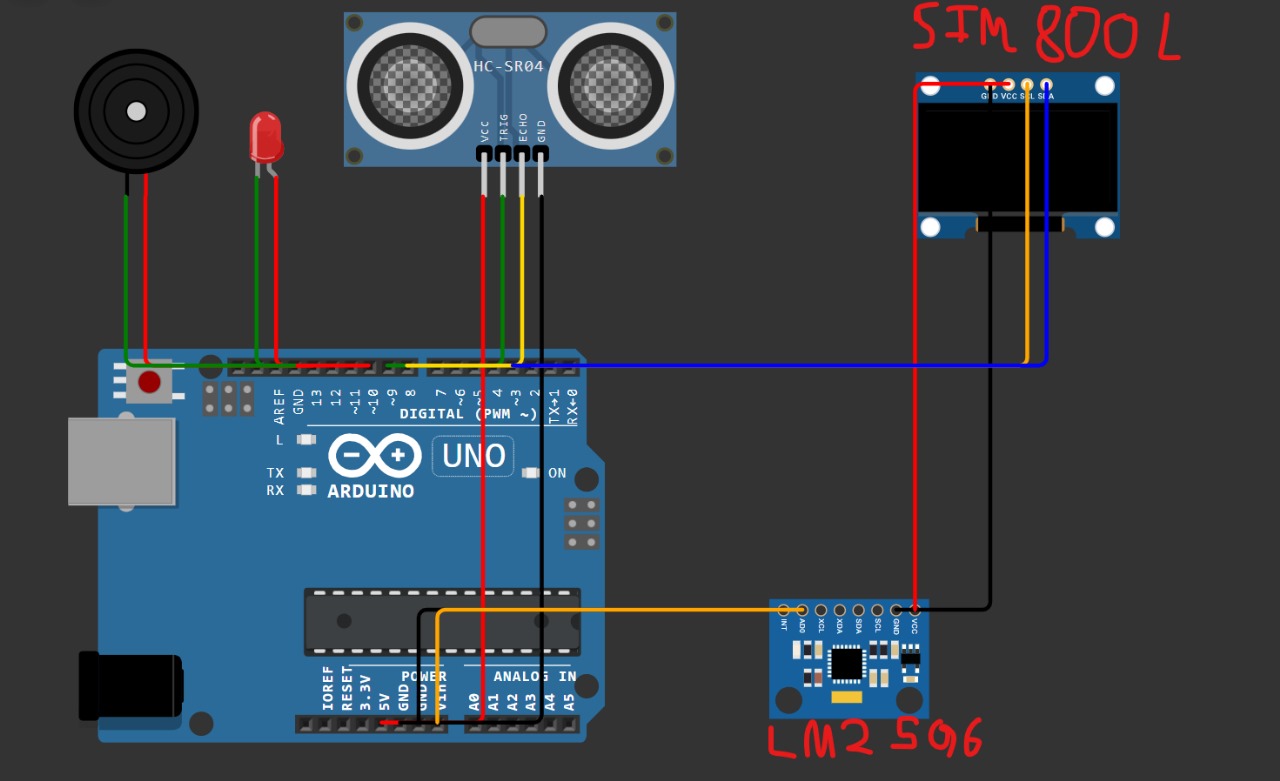 SIM 800 L
HC-SR04
VCC TRIG ECHO GND
GND VCC SCL SDA
AREF GND 13 12 ~11 ~10 ~9 8 7 ~6 ~5 4 ~3 2 TX→1 RX←0
DIGITAL (PWM ~)
L
UNO
TX
ON
RX
ARDUINO
INT AD0 XCL XDA SDA SCL GND VCC
POWER
ANALOG IN
IOREF RESET 3.3V 5V GND GND VIN A0 A1 A2 A3 A4 A5
LM2596